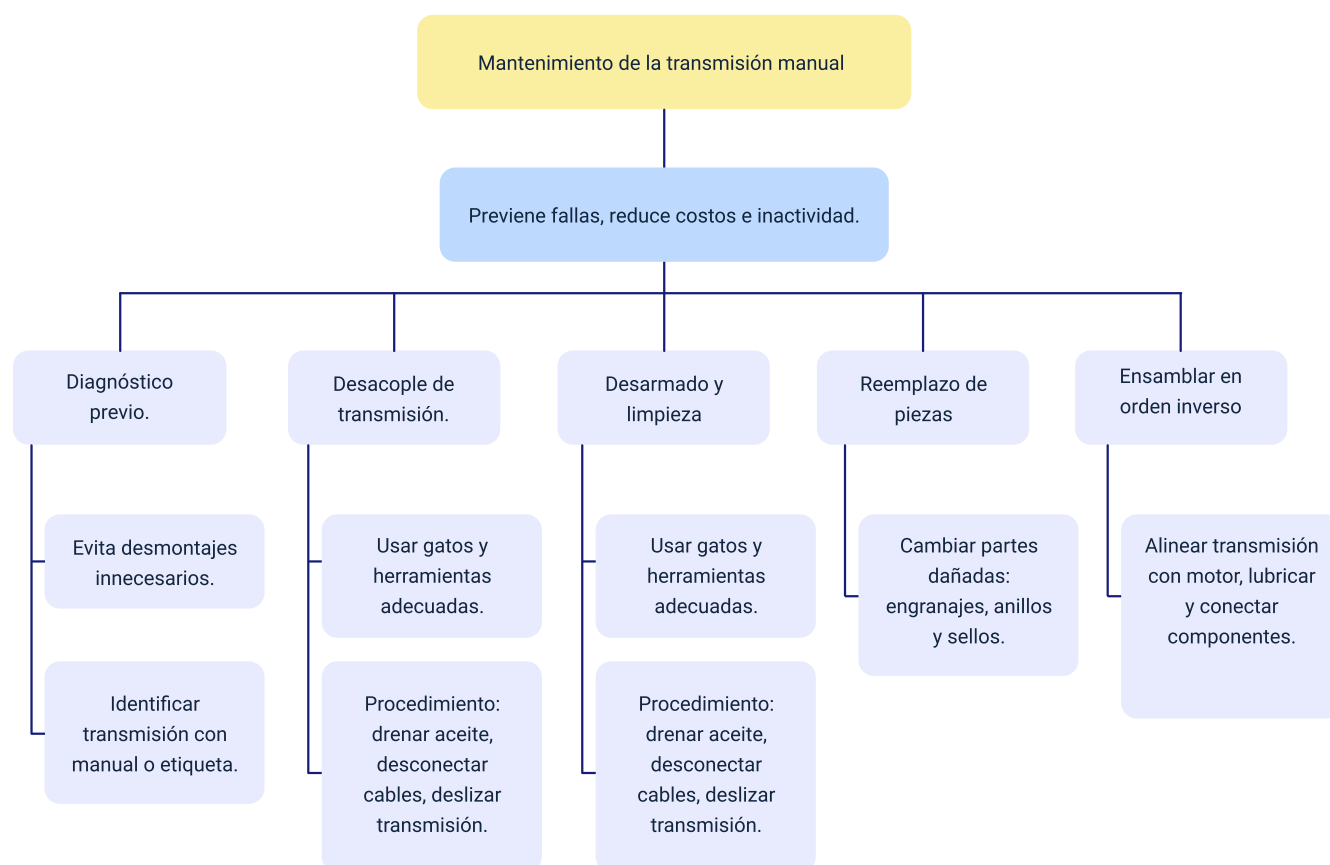 Mantenimiento de la transmisión manual
Previene fallas, reduce costos e inactividad.
Diagnóstico
previo.
Evita desmontajes
innecesarios.
Identificar
transmisión con
manual o etiqueta.
Desacople de
transmisión.
Usar gatos y
herramientas
adecuadas.
Procedimiento:
drenar aceite,
desconectar
cables, deslizar
transmisión.
Desarmado y
limpieza
Usar gatos y
herramientas
adecuadas.
Procedimiento:
drenar aceite,
desconectar
cables, deslizar
transmisión.
Reemplazo de
piezas
Cambiar partes
dañadas:
engranajes, anillos
y sellos.
Ensamblar en
orden inverso
Alinear transmisión
con motor, lubricar
y conectar
componentes.